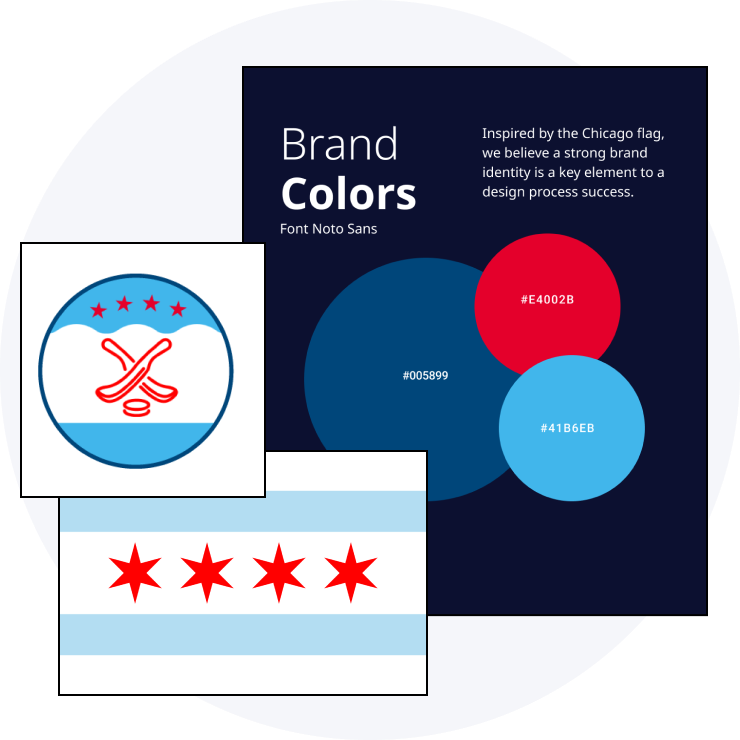 Brand
Colors
Font Noto Sans
Inspired by the Chicago flag,
we believe a strong brand
identity is a key element to a
design process success.
#E4002B
#005899
#41B6EB